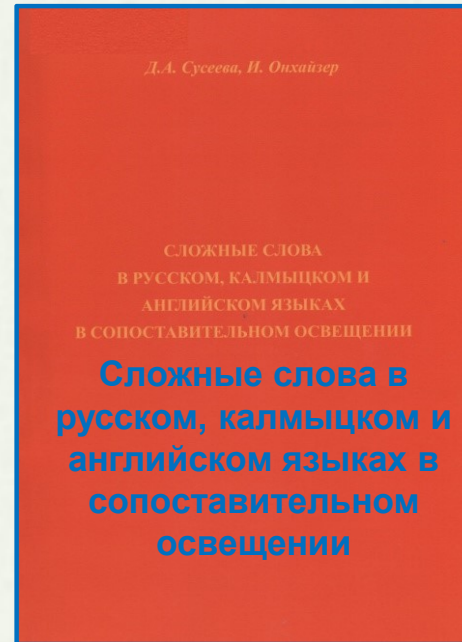 Д.А. Сусеева, И. Онхайзер
СЛОЖНЫЕ СЛОВА
В РУССКОМ, КАЛМЫЦКОМ И
АНГЛИЙСКОМ ЯЗЫКАХ
В СОПОСТАВИТЕЛЬНОМ ОСВЕЩЕНИИ
Сложные слова в
русском, калмыцком и
английском языках в
сопоставительном
освещении